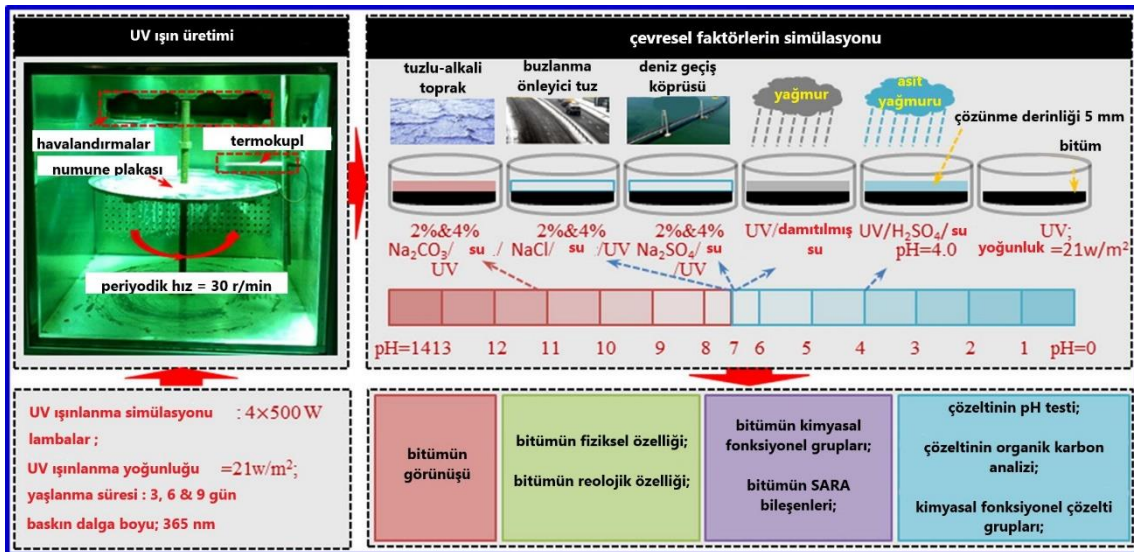 UV ışın üretimi
havalandırmalar
termokupl
numune plakası
periyodik hız = 30 r/min
UV ışınlanma simülasyonu : 4×500 W
lambalar ;
UV ışınlanma yoğunluğu =21w/m²;
yaşlanma süresi : 3, 6 & 9 gün
baskın dalga boyu; 365 nm
çevresel faktörlerin simülasyonu
tuzlu-alkali
toprak
buzlanma
önleyici tuz
deniz geçiş
köprüsü
yağmur
asit
yağmuru
çözünme derinliği 5 mm
bitüm
2%&4%
Na₂CO₃/ su ./
UV
2%&4%
NaCl/ su :/UV
2%&4%
Na₂SO₄/ su
/UV
UV/damıtılmış
su
UV/H₂SO₄/ su
pH=4.0
UV;
yoğunluk =21w/m²
pH=14 13 12 11 10 9 8 7 6 5 4 3 2 1 pH=0
bitümün
görünüşü
bitümün fiziksel özelliği;
bitümün reolojik özelliği;
bitümün kimyasal
fonksiyonel grupları;
bitümün SARA
bileşenleri;
çözeltinin pH testi;
çözeltinin organik karbon
analizi;
kimyasal fonksiyonel çözelti
grupları;